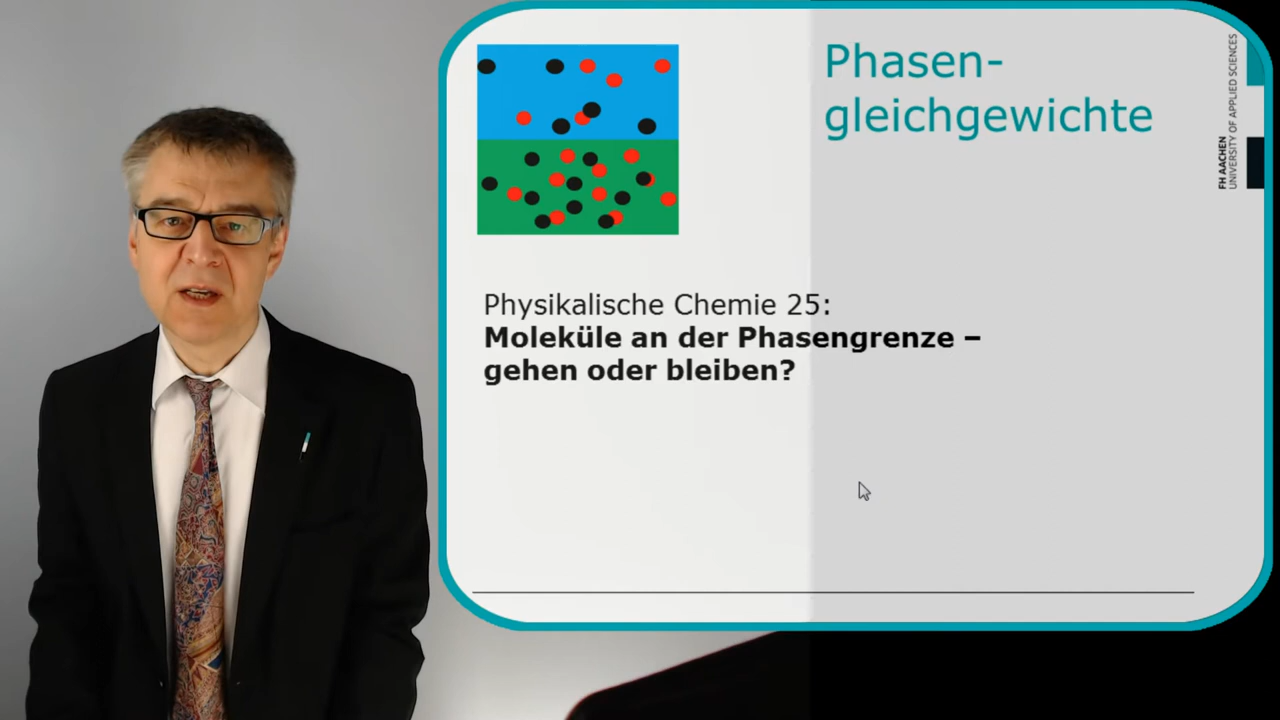 Phasen-
gleichgewichte
FH AACHEN
UNIVERSITY OF APPLIED SCIENCES
Physikalische Chemie 25:
Moleküle an der Phasengrenze –
gehen oder bleiben?